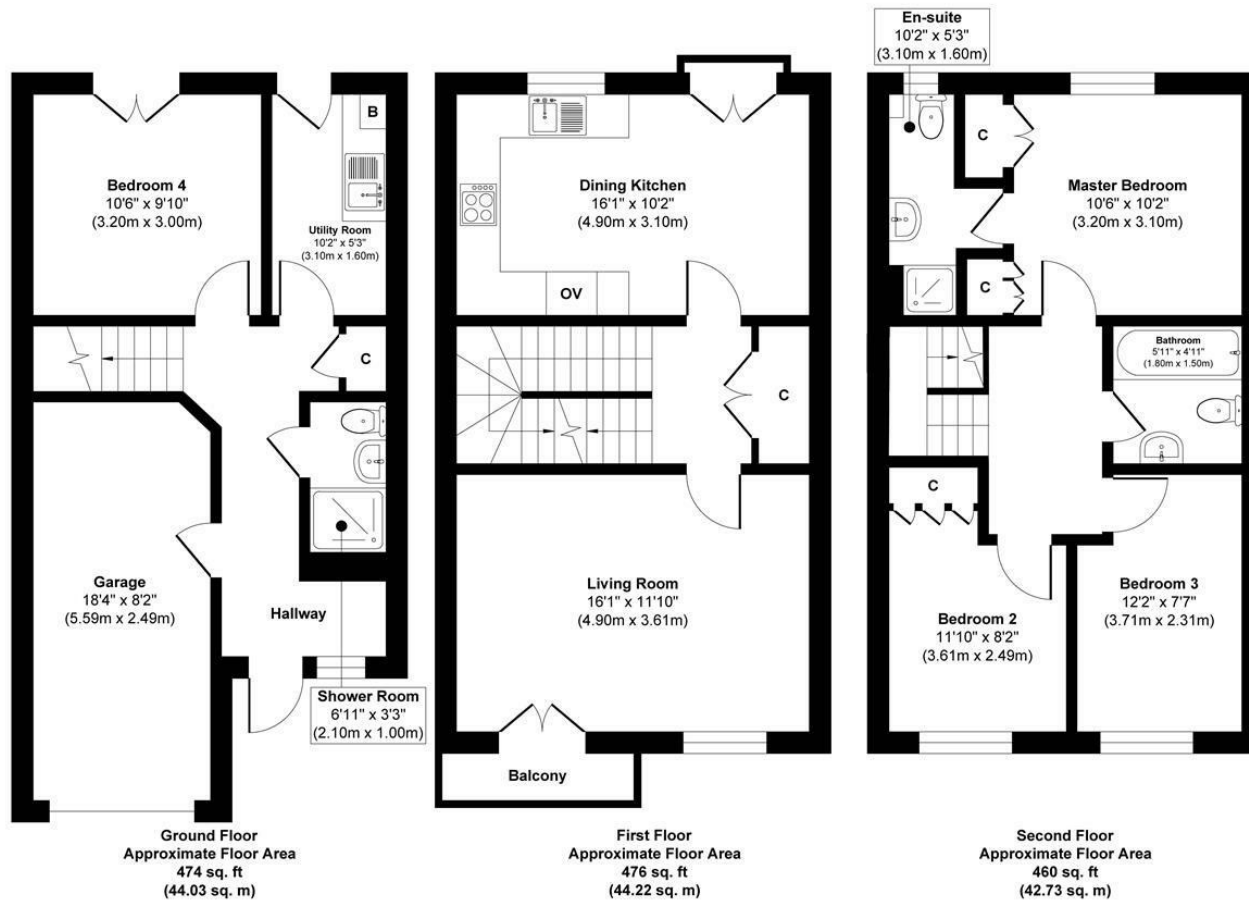 En-suite
10'2" x 5'3"
(3.10m x 1.60m)
B
Bedroom 4
10'6" x 9'10"
(3.20m x 3.00m)
Utility Room
10'2" x 5'3"
(3.10m x 1.60m)
C
Garage
18'4" x 8'2"
(5.59m x 2.49m)
Hallway
Shower Room
6'11" x 3'3"
(2.10m x 1.00m)
Ground Floor
Approximate Floor Area
474 sq. ft
(44.03 sq. m)
Dining Kitchen
16'1" x 10'2"
(4.90m x 3.10m)
OV
C
Living Room
16'1" x 11'10"
(4.90m x 3.61m)
Balcony
First Floor
Approximate Floor Area
476 sq. ft
(44.22 sq. m)
C
Master Bedroom
10'6" x 10'2"
(3.20m x 3.10m)
C
Bathroom
5'11" x 4'11"
(1.80m x 1.50m)
C
Bedroom 2
11'10" x 8'2"
(3.61m x 2.49m)
Bedroom 3
12'2" x 7'7"
(3.71m x 2.31m)
Second Floor
Approximate Floor Area
460 sq. ft
(42.73 sq. m)